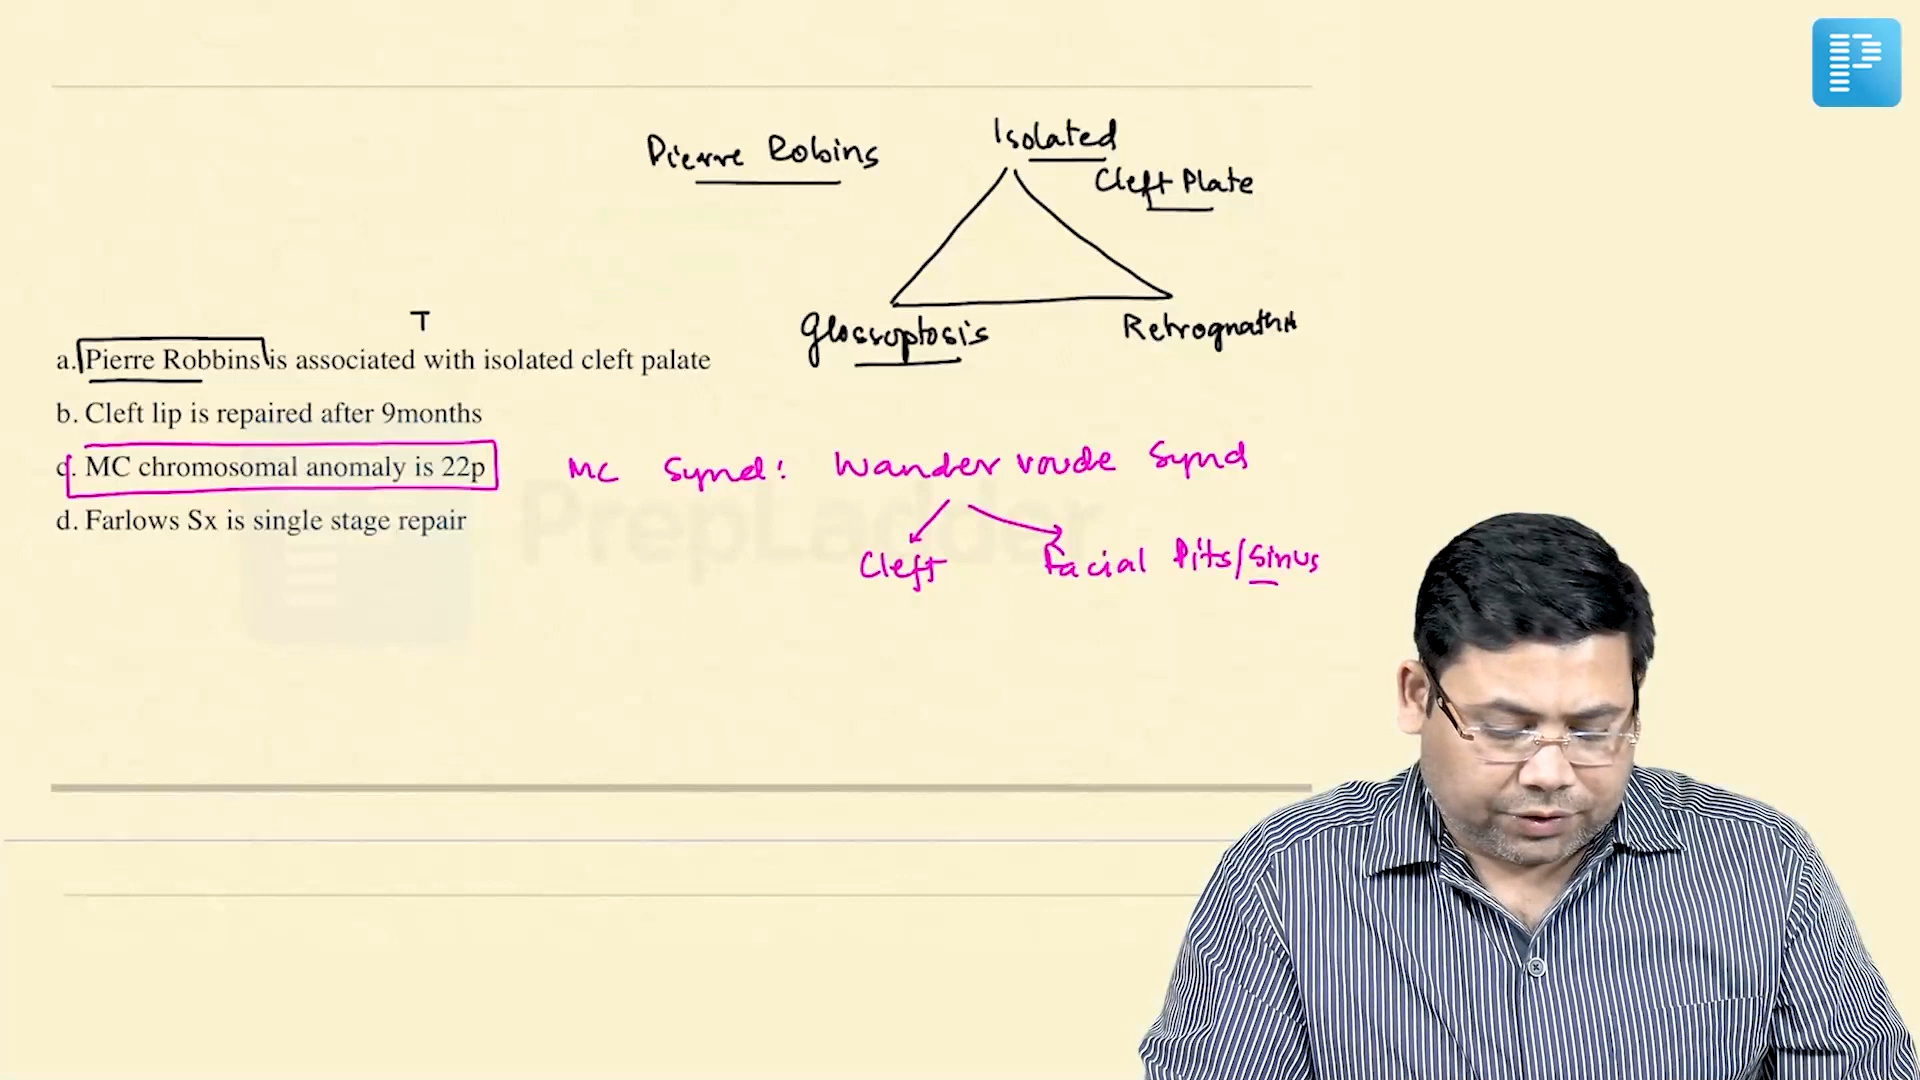 Pierre Robins
Isolated
Cleft Plate
Glossoptosis
Retrognathia
T
a. Pierre Robbins is associated with isolated cleft palate
b. Cleft lip is repaired after 9months
c. MC chromosomal anomaly is 22p
MC Synd: Wander voude Synd
d. Farlows Sx is single stage repair
Cleft
Facial Pits/Sinus
PrepLadder